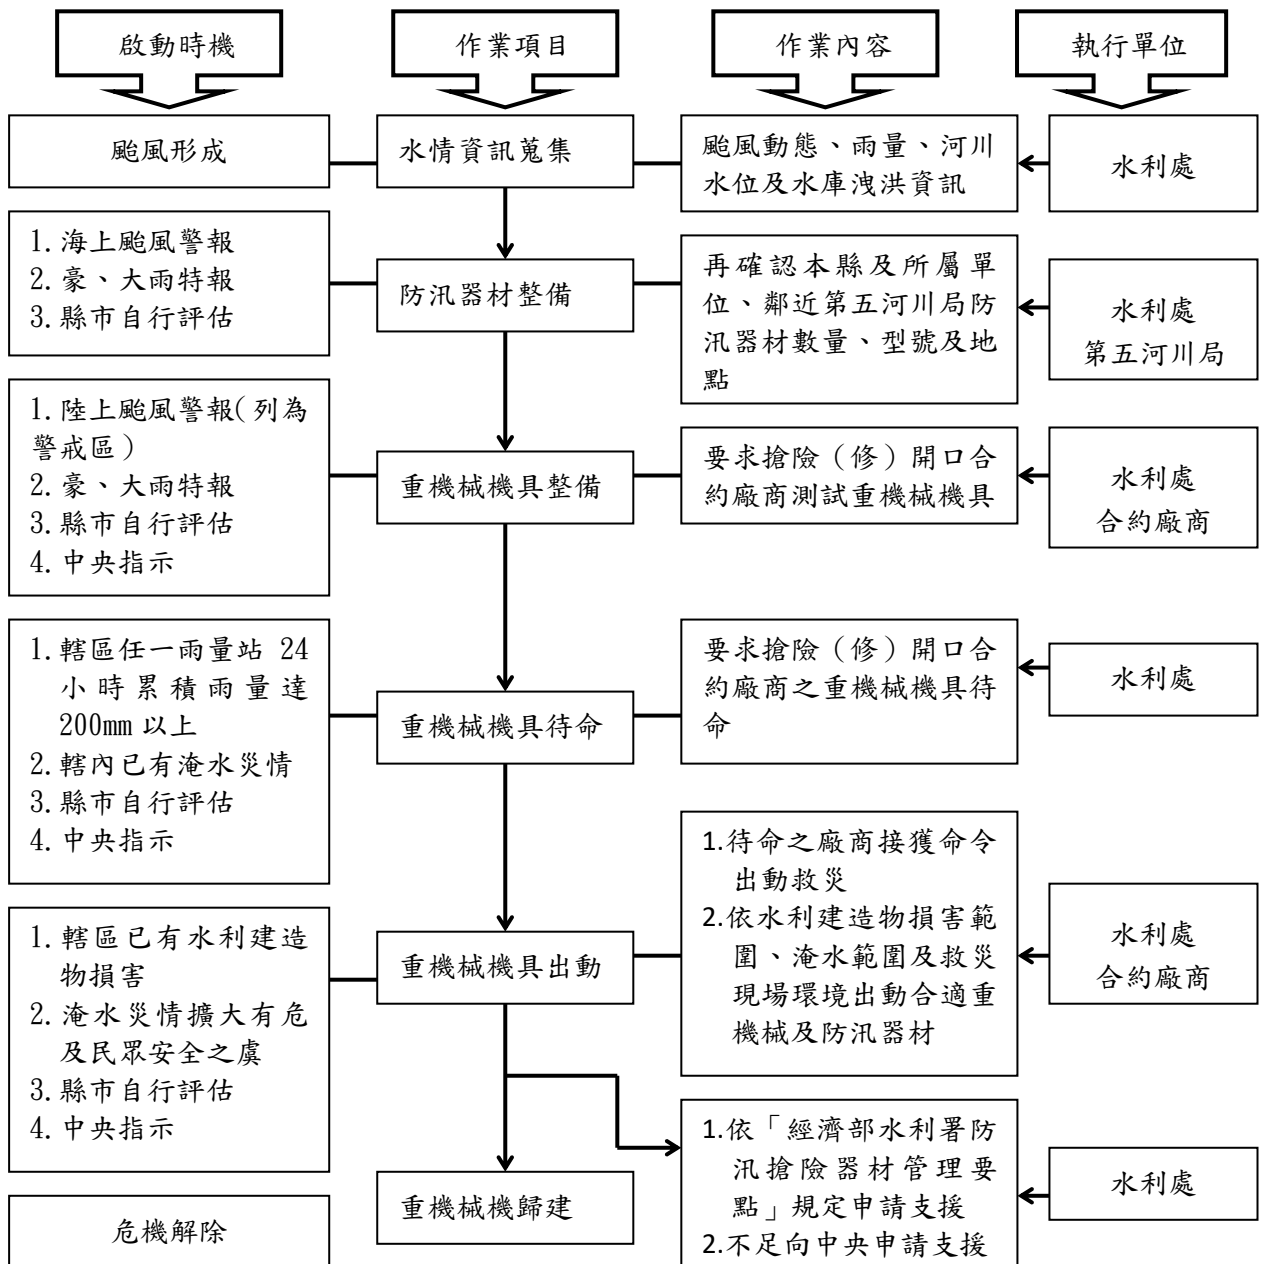 啟動時機
作業項目
作業內容
執行單位
颱風形成
水情資訊蒐集
颱風動態、雨量、河川
水位及水庫洩洪資訊
水利處
1. 海上颱風警報
2. 豪、大雨特報
3. 縣市自行評估
防汛器材整備
再確認本縣及所屬單
位、鄰近第五河川局防
汛器材數量、型號及地
點
水利處
第五河川局
1. 陸上颱風警報(列為
警戒區)
2. 豪、大雨特報
3. 縣市自行評估
4. 中央指示
重機械機具整備
要求搶險（修）開口合
約廠商測試重機械機具
水利處
合約廠商
1. 轄區任一雨量站 24
小時累積雨量達
200mm 以上
2. 轄內已有淹水災情
3. 縣市自行評估
4. 中央指示
重機械機具待命
要求搶險（修）開口合
約廠商之重機械機具待
命
水利處
1. 轄區已有水利建造
物損害
2. 淹水災情擴大有危
及民眾安全之虞
3. 縣市自行評估
4. 中央指示
重機械機具出動
1.待命之廠商接獲命令
出動救災
2.依水利建造物損害範
圍、淹水範圍及救災
現場環境出動合適重
機械及防汛器材
水利處
合約廠商
危機解除
重機械機歸建
1.依「經濟部水利署防
汛搶險器材管理要
點」規定申請支援
2.不足向中央申請支援
水利處